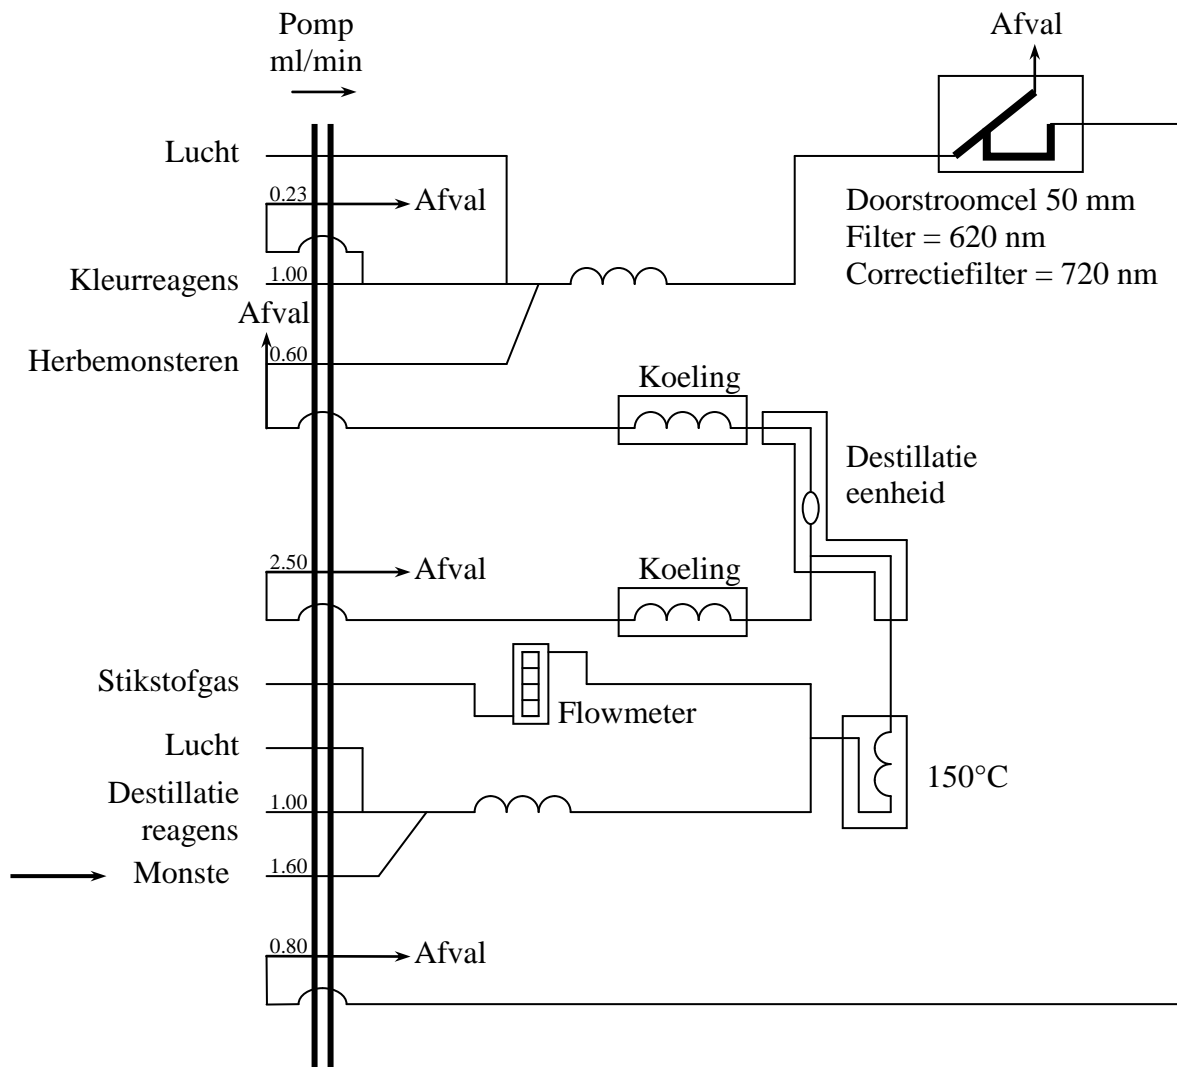 Pomp
ml/min
Afval
Lucht
0.23
Afval
Doorstroomcel 50 mm
Filter = 620 nm
Correctiefilter = 720 nm
Kleurreagens
1.00
Afval
Herbemonsteren
0.60
Koeling
Destillatie
eenheid
2.50
Afval
Koeling
Stikstofgas
Flowmeter
Lucht
150°C
Destillatie
reagens
1.00
Monste
1.60
0.80
Afval